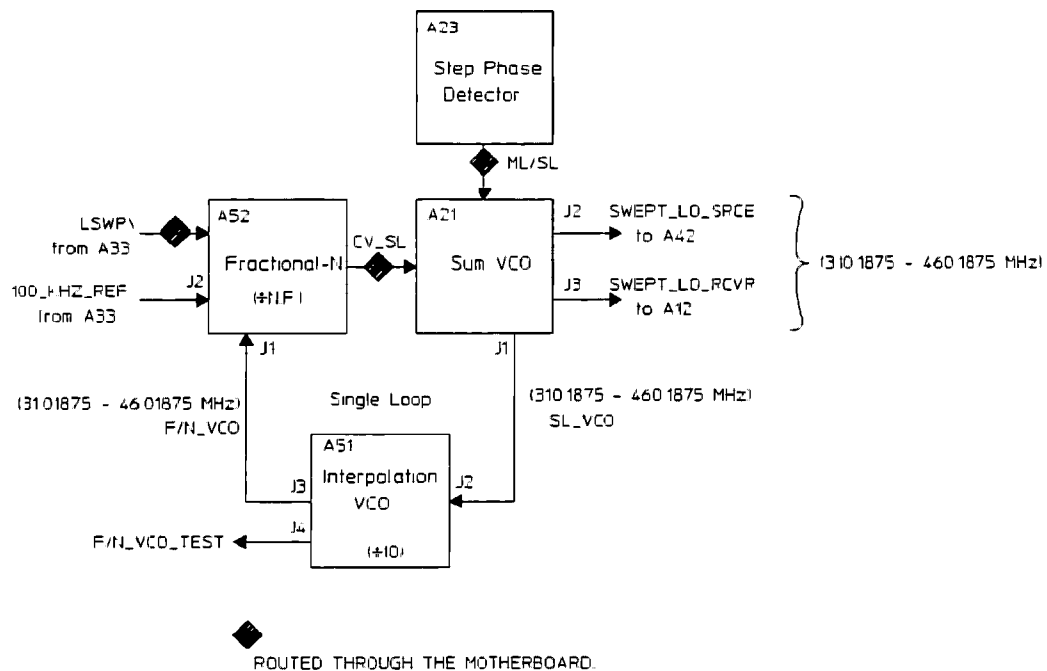 A23
Step Phase
Detector
ML/SL
LSWP\
from A33
100_KHZ_REF
from A33
J2
A52
Fractional-N
(÷N.F)
J1
CV_SL
A21
Sum VCO
J1
J2
SWEPT_LO_SRCE
to A42
J3
SWEPT_LO_RCVR
to A12
(310.1875 - 460.1875 MHz)
(31.01875 - 46.01875 MHz)
F/N_VCO
Single Loop
(310.1875 - 460.1875 MHz)
SL_VCO
A51
Interpolation
VCO
(÷10)
J3
J2
J4
F/N_VCO_TEST
ROUTED THROUGH THE MOTHERBOARD.